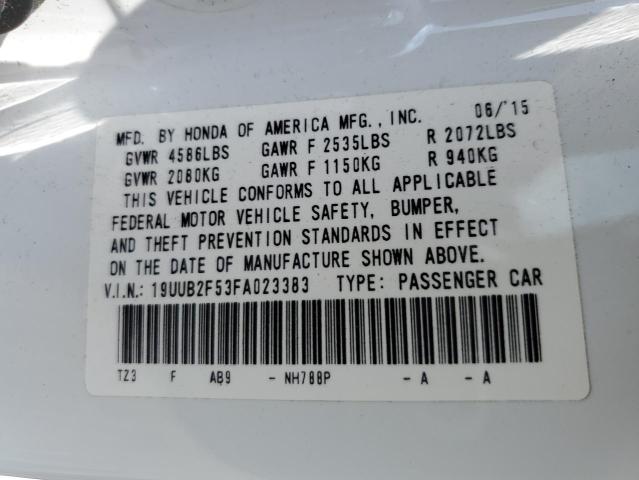 MFD. BY HONDA OF AMERICA MFG., INC. 06/'15
GVWR 4586LBS GAWR F 2535LBS R 2072LBS
GVWR 2080KG GAWR F 1150KG R 940KG
THIS VEHICLE CONFORMS TO ALL APPLICABLE
FEDERAL MOTOR VEHICLE SAFETY, BUMPER,
AND THEFT PREVENTION STANDARDS IN EFFECT
ON THE DATE OF MANUFACTURE SHOWN ABOVE.
V.I.N.: 19UUB2F53FA023383 TYPE: PASSENGER CAR
TZ3 F AB9 - NH788P - A - A